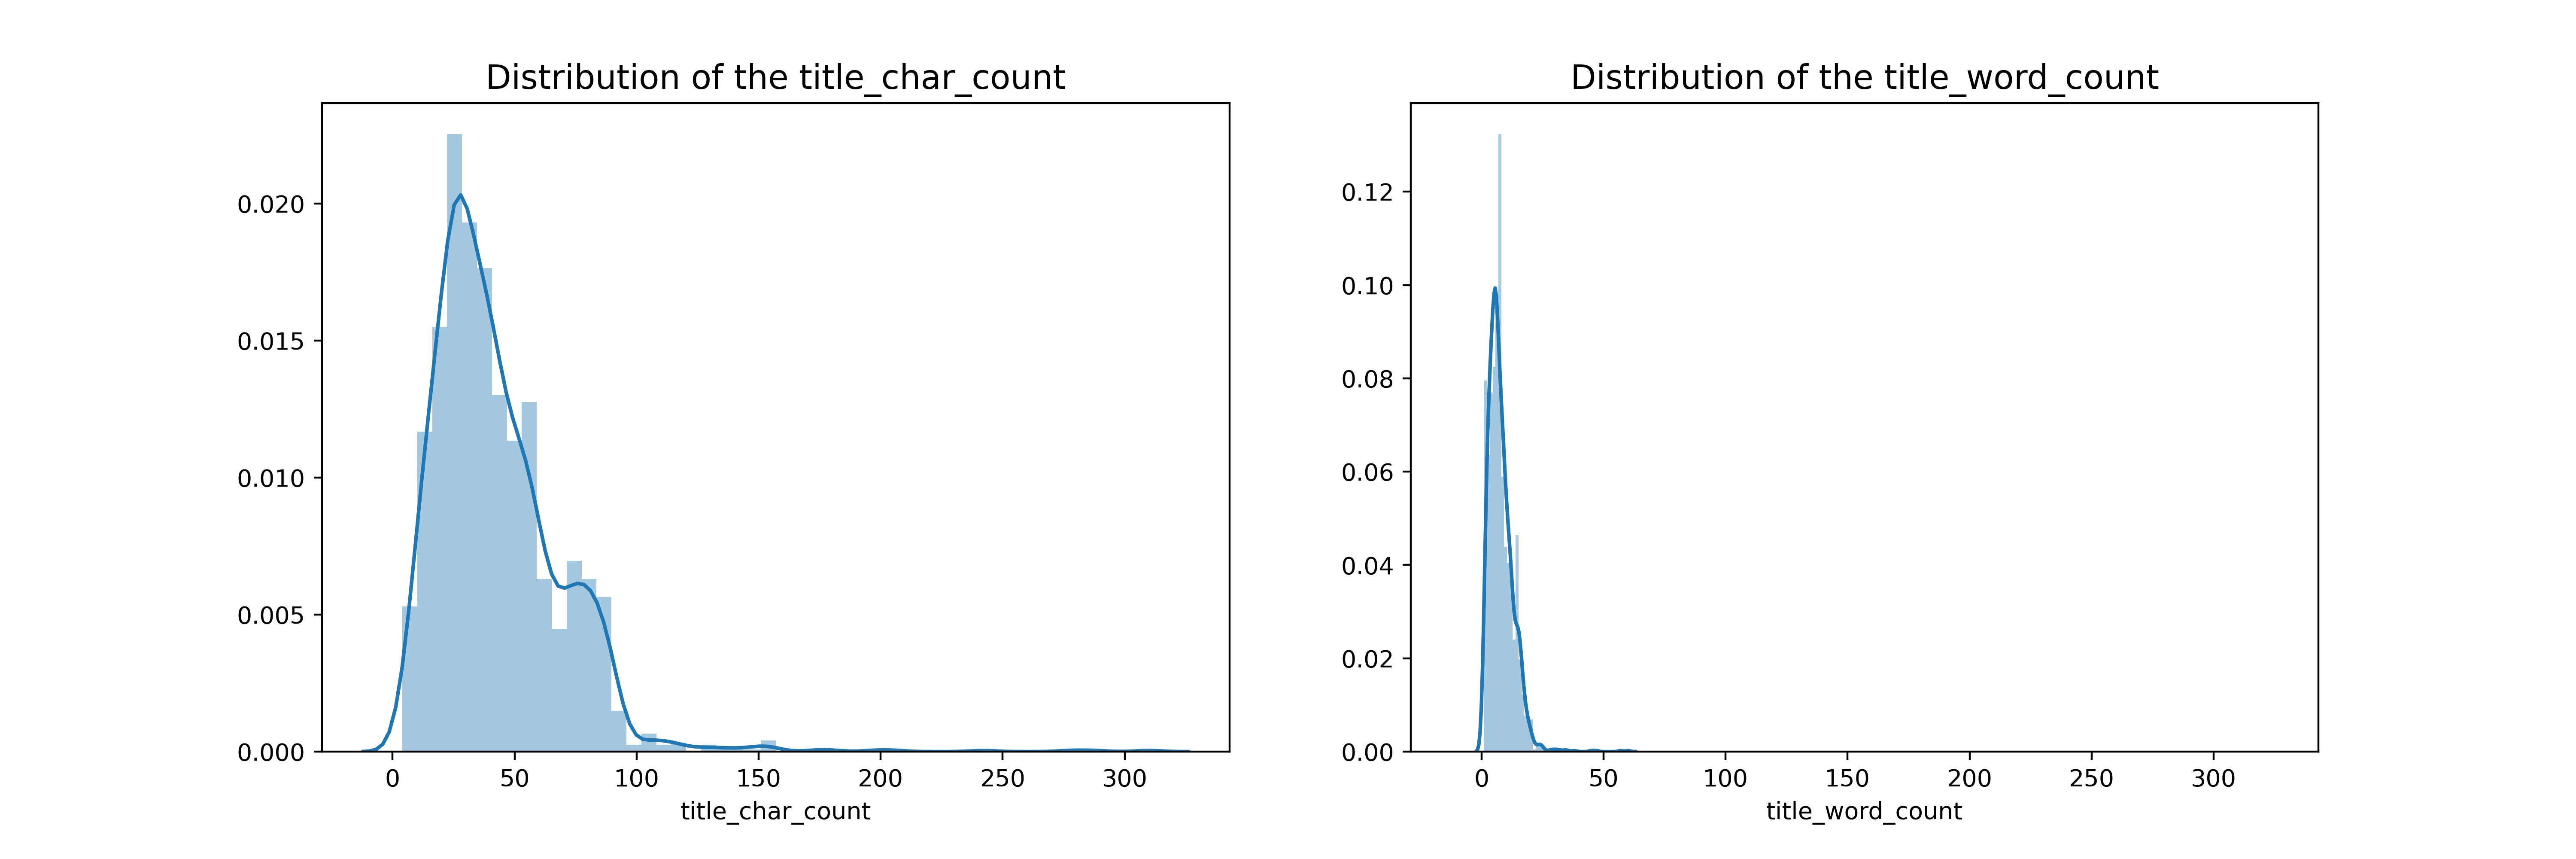 Distribution of the title_char_count
0.020
0.015
0.010
0.005
0.000
0 50 100 150 200 250 300
title_char_count
Distribution of the title_word_count
0.12
0.10
0.08
0.06
0.04
0.02
0.00
0 50 100 150 200 250 300
title_word_count